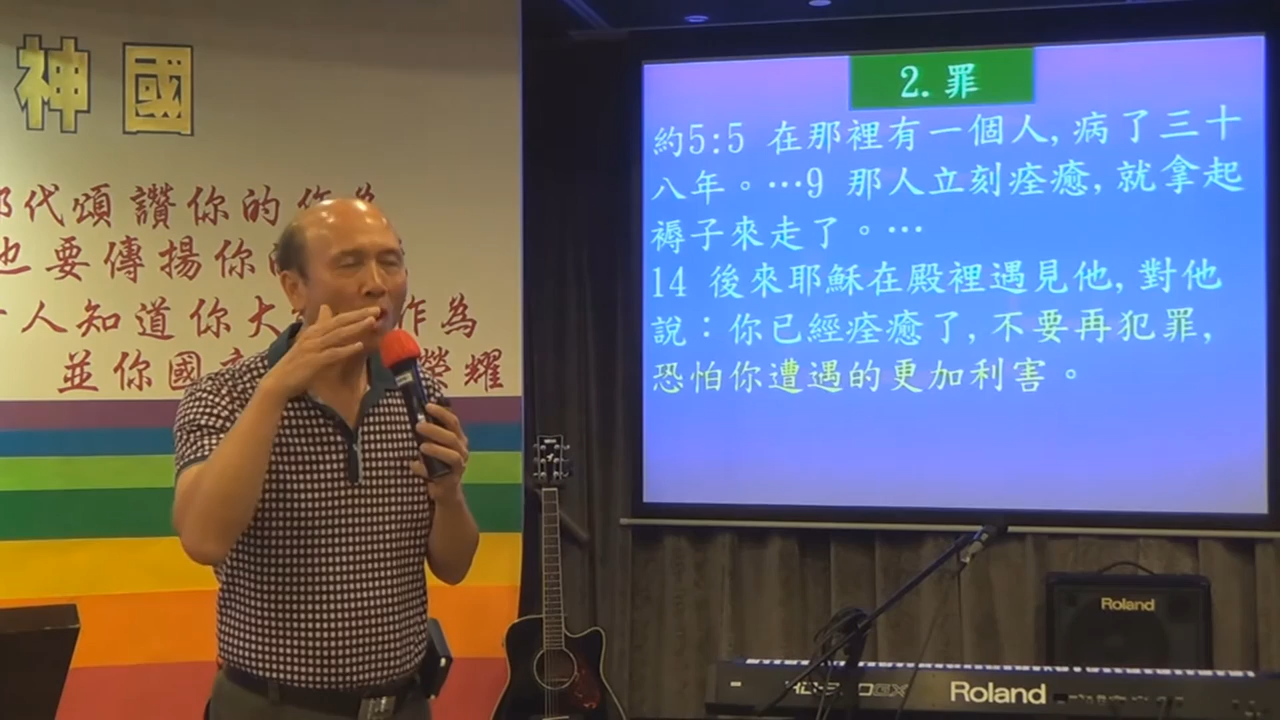 神國
代頌讚你的作為
也要傳揚你
人知道你大 作為
並你國 榮耀
2.罪
約5:5 在那裡有一個人,病了三十
八年。…9 那人立刻痊癒,就拿起
褥子來走了。…
14 後來耶穌在殿裡遇見他,對他
說：你已經痊癒了,不要再犯罪,
恐怕你遭遇的更加利害。
Roland
Roland